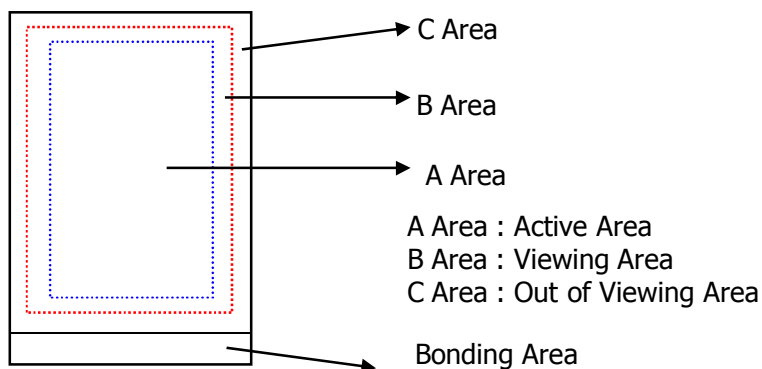 C Area
B Area
A Area
A Area : Active Area
B Area : Viewing Area
C Area : Out of Viewing Area
Bonding Area